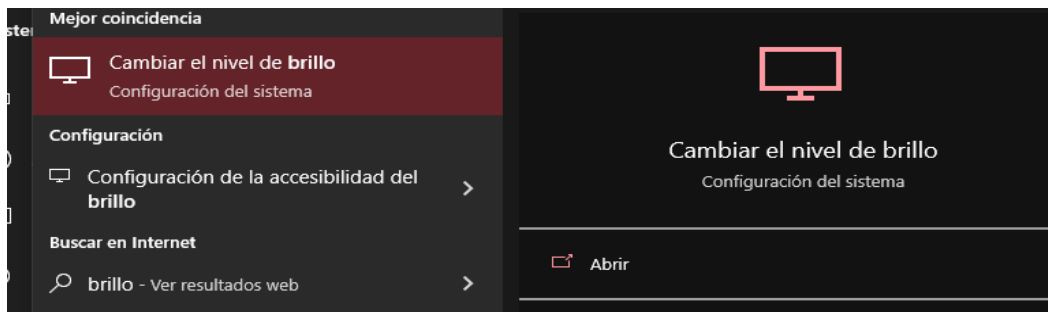 Mejor coincidencia
Cambiar el nivel de brillo
Configuración del sistema
Configuración
Configuración de la accesibilidad del
brillo
Buscar en Internet
brillo - Ver resultados web
Cambiar el nivel de brillo
Configuración del sistema
Abrir